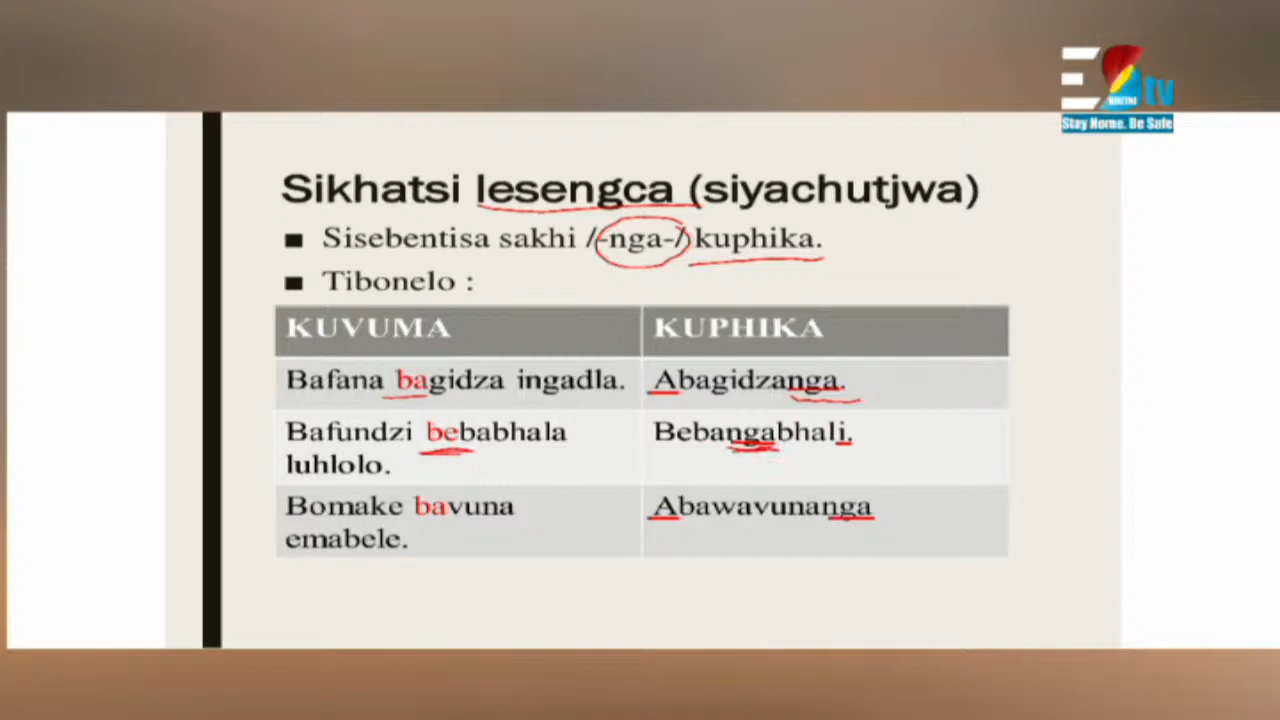 Stay Home. Be Safe
Sikhatsi lesengca (siyachutjwa)
■ Sisebentisa sakhi /-nga-/ kuphika.
■ Tibonelo :
KUVUMA KUPHIKA
Bafana bagidza ingadla. Abagidzanga.
Bafundzi bebabhala Bebangabhali.
luhlolo.
Bomake bavuna Abawavunanga
emabele.